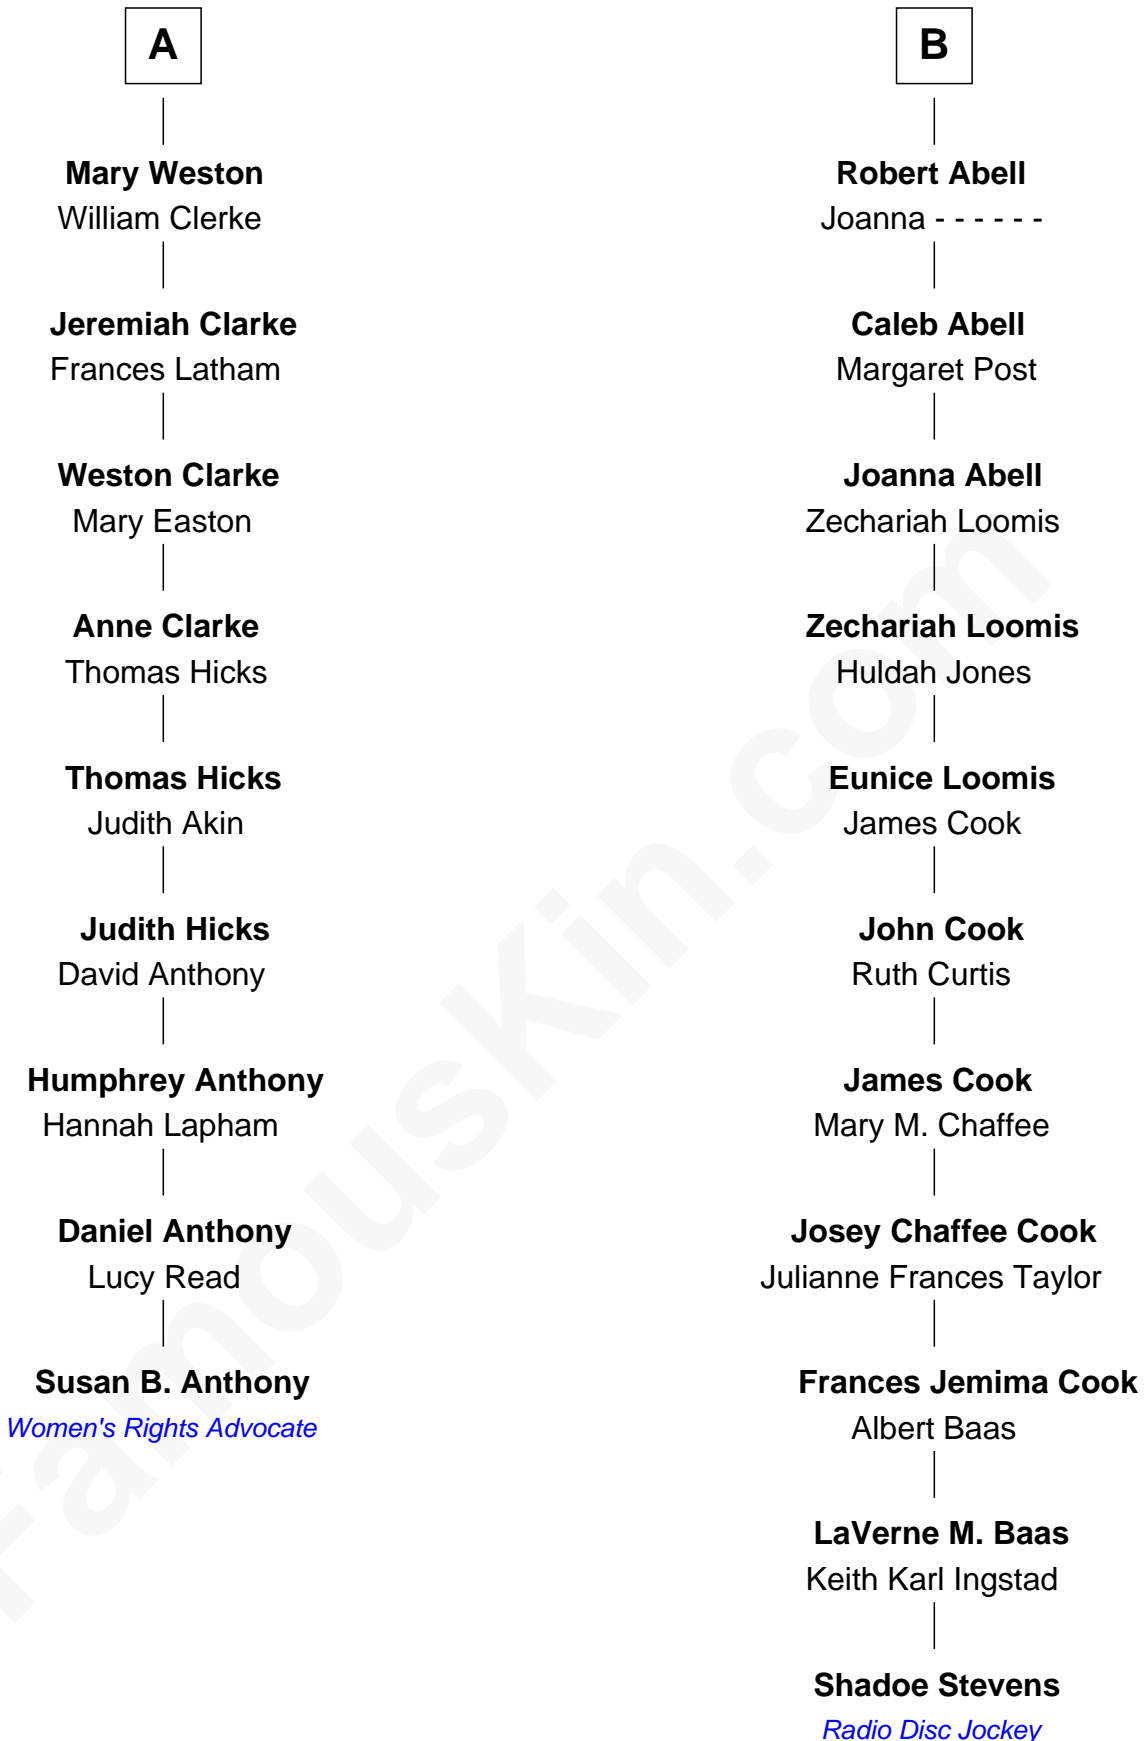 A
Mary Weston
William Clerke
Jeremiah Clarke
Frances Latham
Weston Clarke
Mary Easton
Anne Clarke
Thomas Hicks
Thomas Hicks
Judith Akin
Judith Hicks
David Anthony
Humphrey Anthony
Hannah Lapham
Daniel Anthony
Lucy Read
Susan B. Anthony
Women's Rights Advocate
B
Robert Abell
Joanna - - - - - -
Caleb Abell
Margaret Post
Joanna Abell
Zechariah Loomis
Zechariah Loomis
Huldah Jones
Eunice Loomis
James Cook
John Cook
Ruth Curtis
James Cook
Mary M. Chaffee
Josey Chaffee Cook
Julianne Frances Taylor
Frances Jemima Cook
Albert Baas
LaVerne M. Baas
Keith Karl Ingstad
Shadoe Stevens
Radio Disc Jockey
FamousKin.com